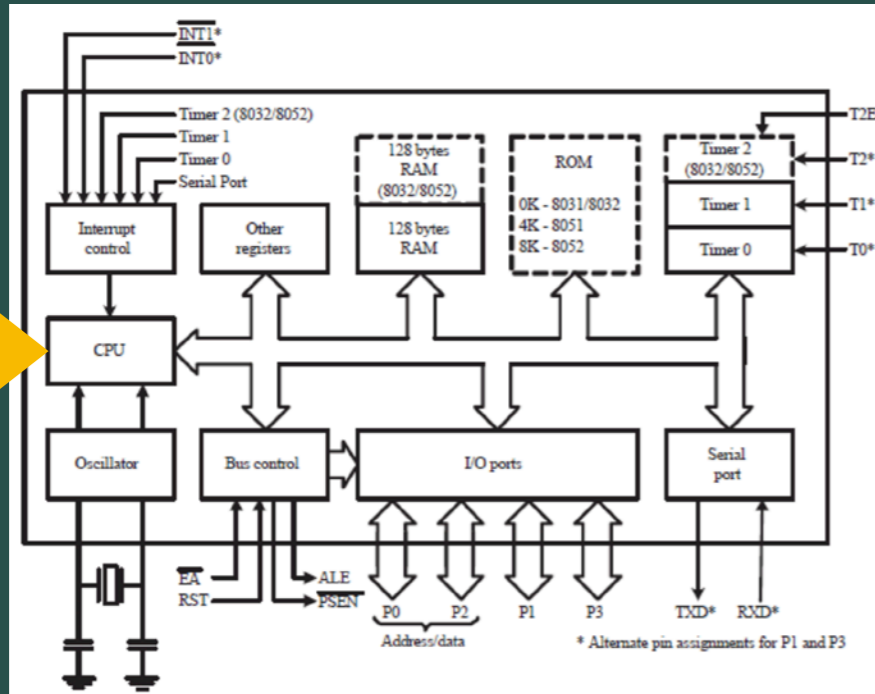 INT1*
INT0*
Timer 2 (8032/8052)
Timer 1
Timer 0
Serial Port
Interrupt
control
Other
registers
128 bytes
RAM
(8032/8052)
128 bytes
RAM
ROM
0K - 8031/8032
4K - 8051
8K - 8052
Timer 2
(8032/8052)
Timer 1
Timer 0
T2E
T2*
T1*
T0*
CPU
Oscillator
Bus control
I/O ports
Serial
port
EA
RST
ALE
PSEN
P0
P2
P1
P3
Address/data
TXD*
RXD*
* Alternate pin assignments for P1 and P3